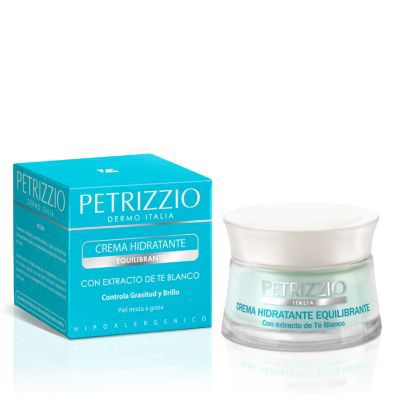 PETRIZZIO
DERMO ITALIA
CREMA HIDRATANTE
EQUILIBRANTE
CON EXTRACTO DE TE BLANCO
Controla Grasitud y Brillo
Piel mixta a grasa
HIPOALERGENICO
PETRIZZIO
ITALIA
CREMA HIDRATANTE EQUILIBRANTE
Con extracto de Té Blanco